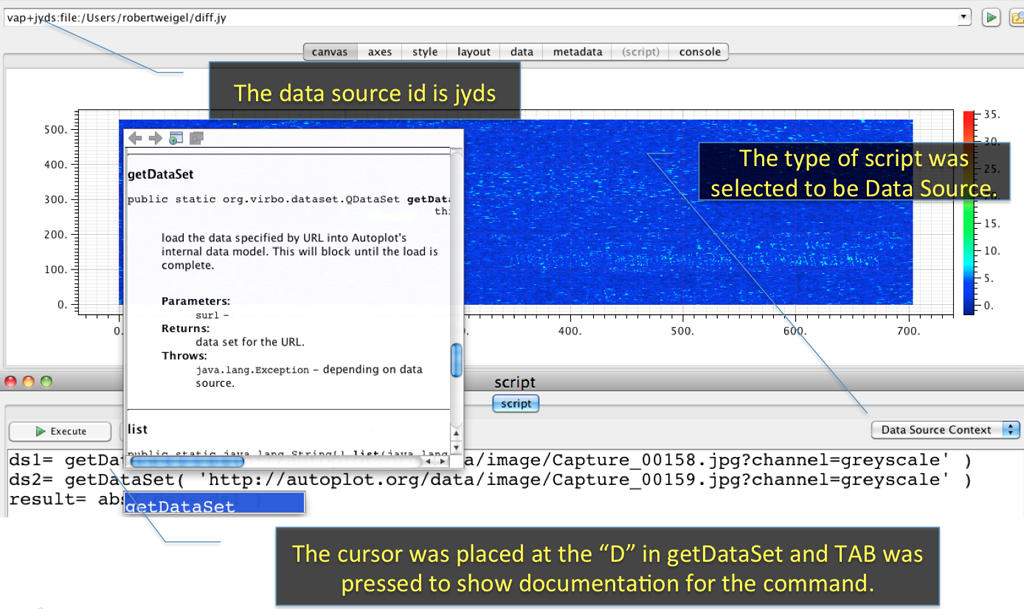 vap+jyds:file:/Users/robertweigel/diff.jy
canvas axes style layout data metadata (script) console
The data source id is jyds
The type of script was
selected to be Data Source.
500.
400.
300.
200.
100.
0.
0.
400.
500.
600.
700.
35.
30.
25.
15.
10.
5.
0.
getDataSet
public static org.virbo.dataset.QDataSet getData
thi
load the data specified by URL into Autoplot's
internal data model. This will block until the load is
complete.
Parameters:
surl –
Returns:
data set for the URL.
Throws:
java.lang.Exception – depending on data
source.
list
public static java.lang.String[] list(java.lang
script
script
Execute
Data Source Context
ds1= getDat /image/Capture_00158.jpg?channel=greyscale' )
ds2= getDataSet( 'http://autoplot.org/data/image/Capture_00159.jpg?channel=greyscale' )
result= abs )
getDataSet
The cursor was placed at the “D” in getDataSet and TAB was
pressed to show documentation for the command.